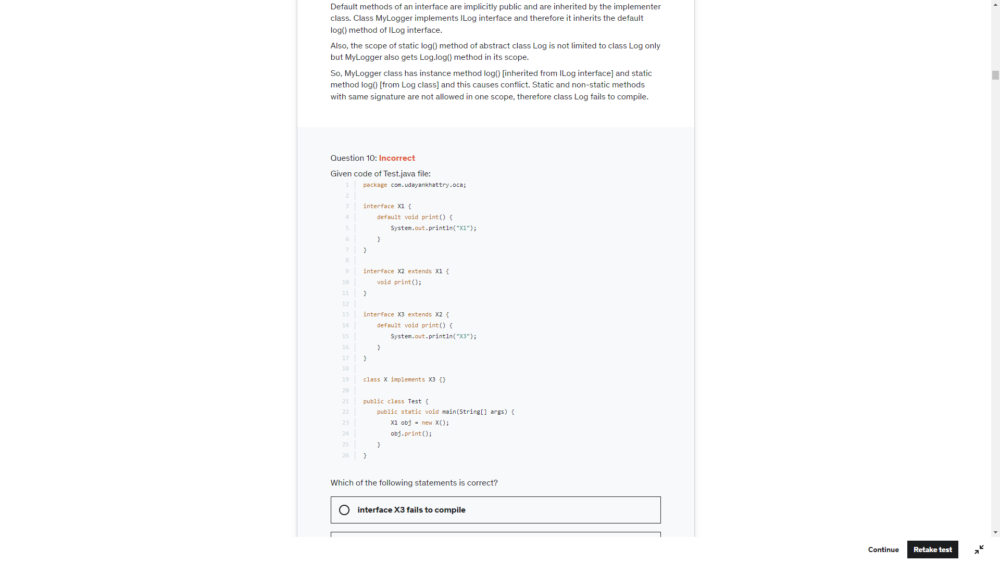 Default methods of an interface are implicitly public and are inherited by the implementer
class. Class MyLogger implements ILog interface and therefore it inherits the default
log() method of ILog interface.
Also, the scope of static log() method of abstract class Log is not limited to class Log only
but MyLogger also gets Log.log() method in its scope.
So, MyLogger class has instance method log() [inherited from ILog interface] and static
method log() [from Log class] and this causes conflict. Static and non-static methods
with same signature are not allowed in one scope, therefore class Log fails to compile.
Question 10: Incorrect
Given code of Test.java file:
1 package com.udayankhattry.oca;
2
3 interface X1 {
4     default void print() {
5         System.out.println("X1");
6     }
7 }
8
9 interface X2 extends X1 {
10     void print();
11 }
12
13 interface X3 extends X2 {
14     default void print() {
15         System.out.println("X3");
16     }
17 }
18
19 class X implements X3 {}
20
21 public class Test {
22     public static void main(String[] args) {
23         X1 obj = new X();
24         obj.print();
25     }
26 }
Which of the following statements is correct?
interface X3 fails to compile
Continue Retake test